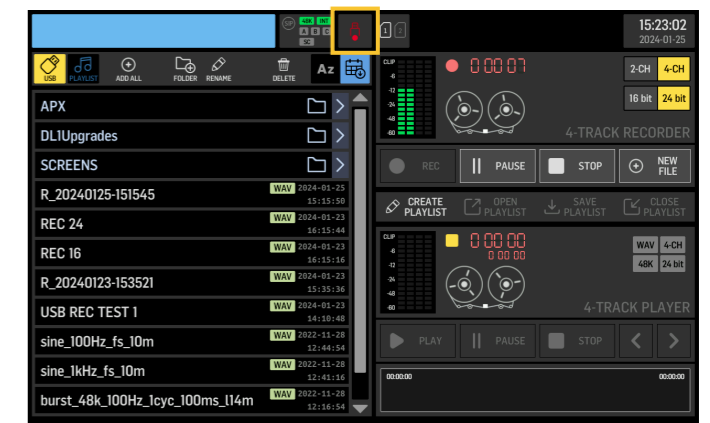 SIP 48K INT
A B C
SC
1 2
15:23:02
2024-01-25
USB PLAYLIST ADD ALL FOLDER RENAME DELETE Az
APX
DL1Upgrades
SCREENS
R_20240125-151545 WAV 2024-01-25
15:15:50
REC 24 WAV 2024-01-23
16:15:44
REC 16 WAV 2024-01-23
16:15:16
R_20240123-153521 WAV 2024-01-23
15:35:36
USB REC TEST 1 WAV 2024-01-23
14:10:48
sine_100Hz_fs_10m WAV 2022-11-28
12:44:54
sine_1kHz_fs_10m WAV 2022-11-28
12:41:16
burst_48k_100Hz_1cyc_100ms_l14m WAV 2022-11-28
12:16:54
CLIP
-6
-12
-24
-48
-60
0:00:07
2-CH 4-CH
16 bit 24 bit
4-TRACK RECORDER
REC PAUSE STOP NEW
FILE
CREATE
PLAYLIST
OPEN
PLAYLIST
SAVE
PLAYLIST
CLOSE
PLAYLIST
CLIP
-6
-12
-24
-48
-60
0:00:00
0:00:00
WAV 4-CH
48K 24 bit
4-TRACK PLAYER
PLAY PAUSE STOP
00:00:00 00:00:00